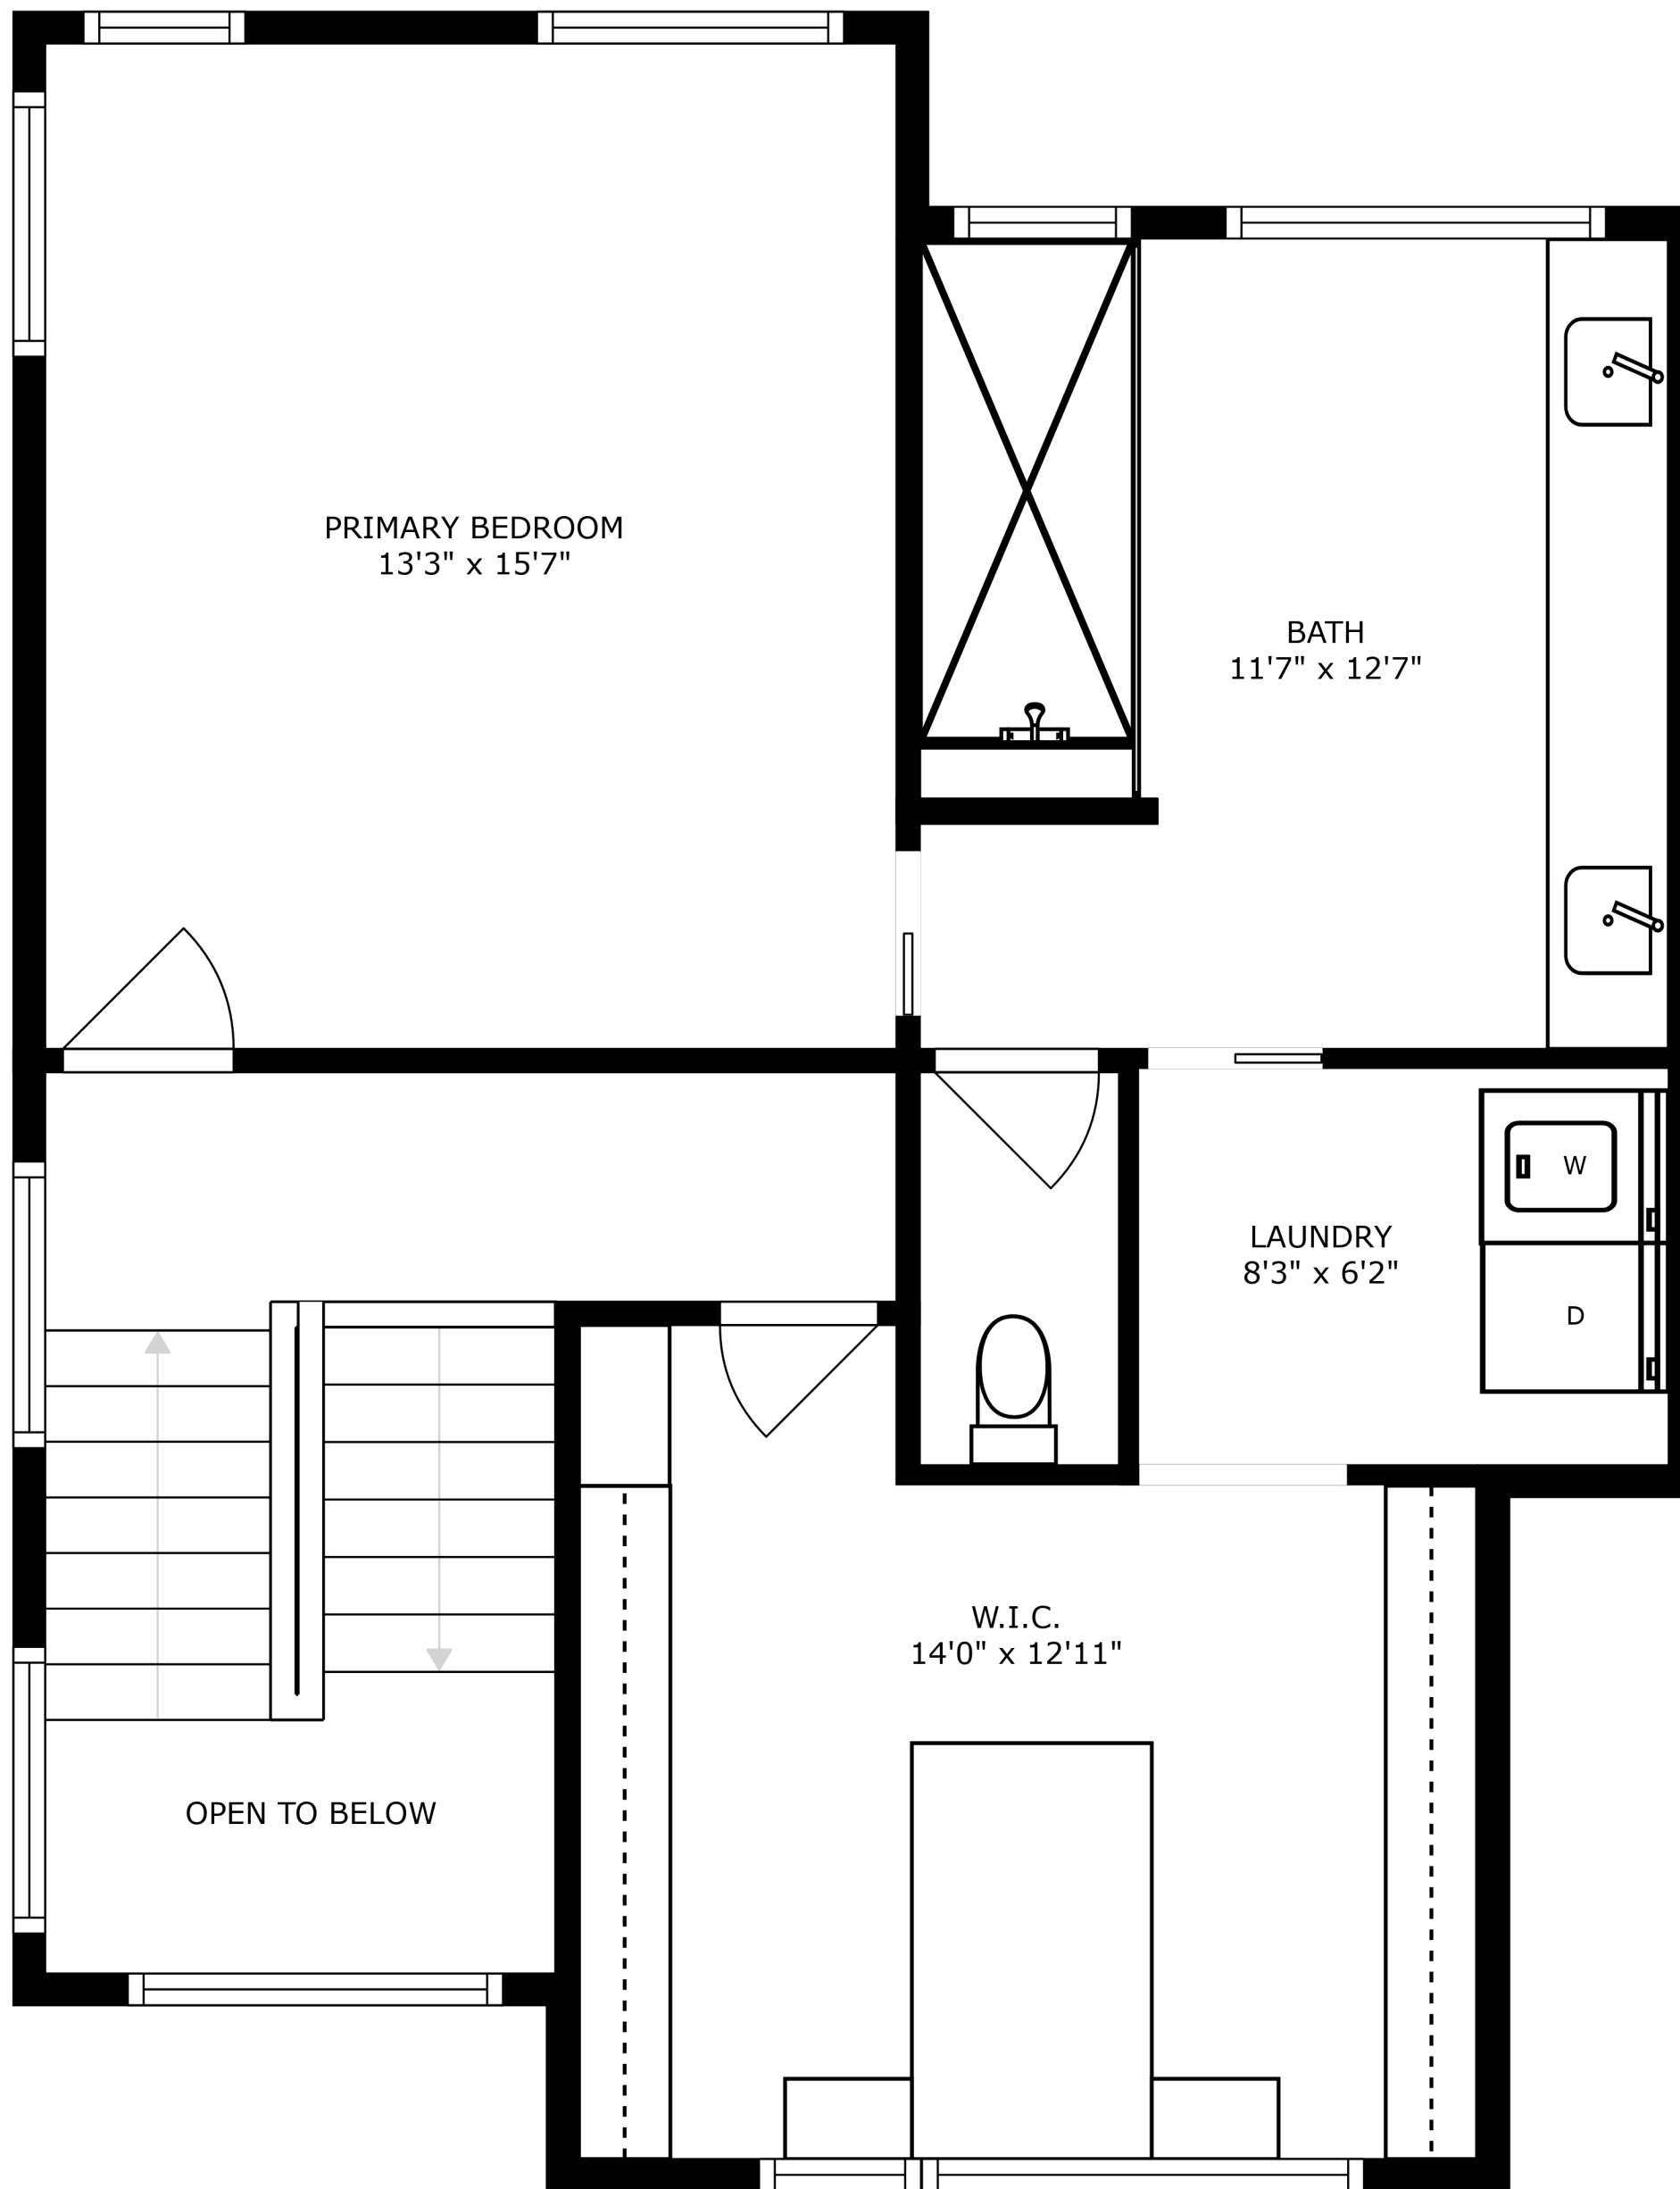 PRIMARY BEDROOM
13'3" x 15'7"
BATH
11'7" x 12'7"
W
LAUNDRY
8'3" x 6'2"
D
W.I.C.
14'0" x 12'11"
OPEN TO BELOW